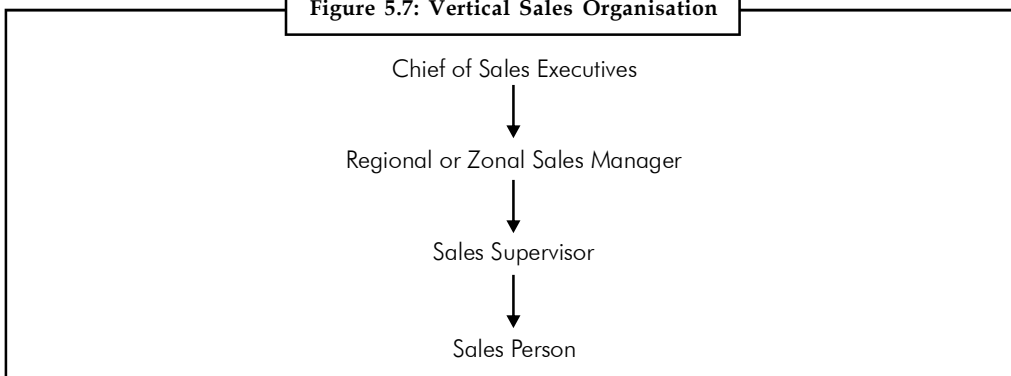 Figure 5.7: Vertical Sales Organisation
Chief of Sales Executives
Regional or Zonal Sales Manager
Sales Supervisor
Sales Person